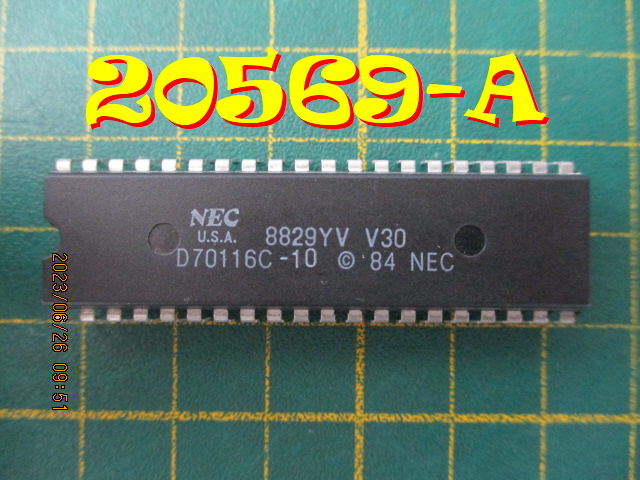 20569-A
NEC
U.S.A. 8829YV V30
D70116C-10 © '84 NEC
2023/06/26 09:51